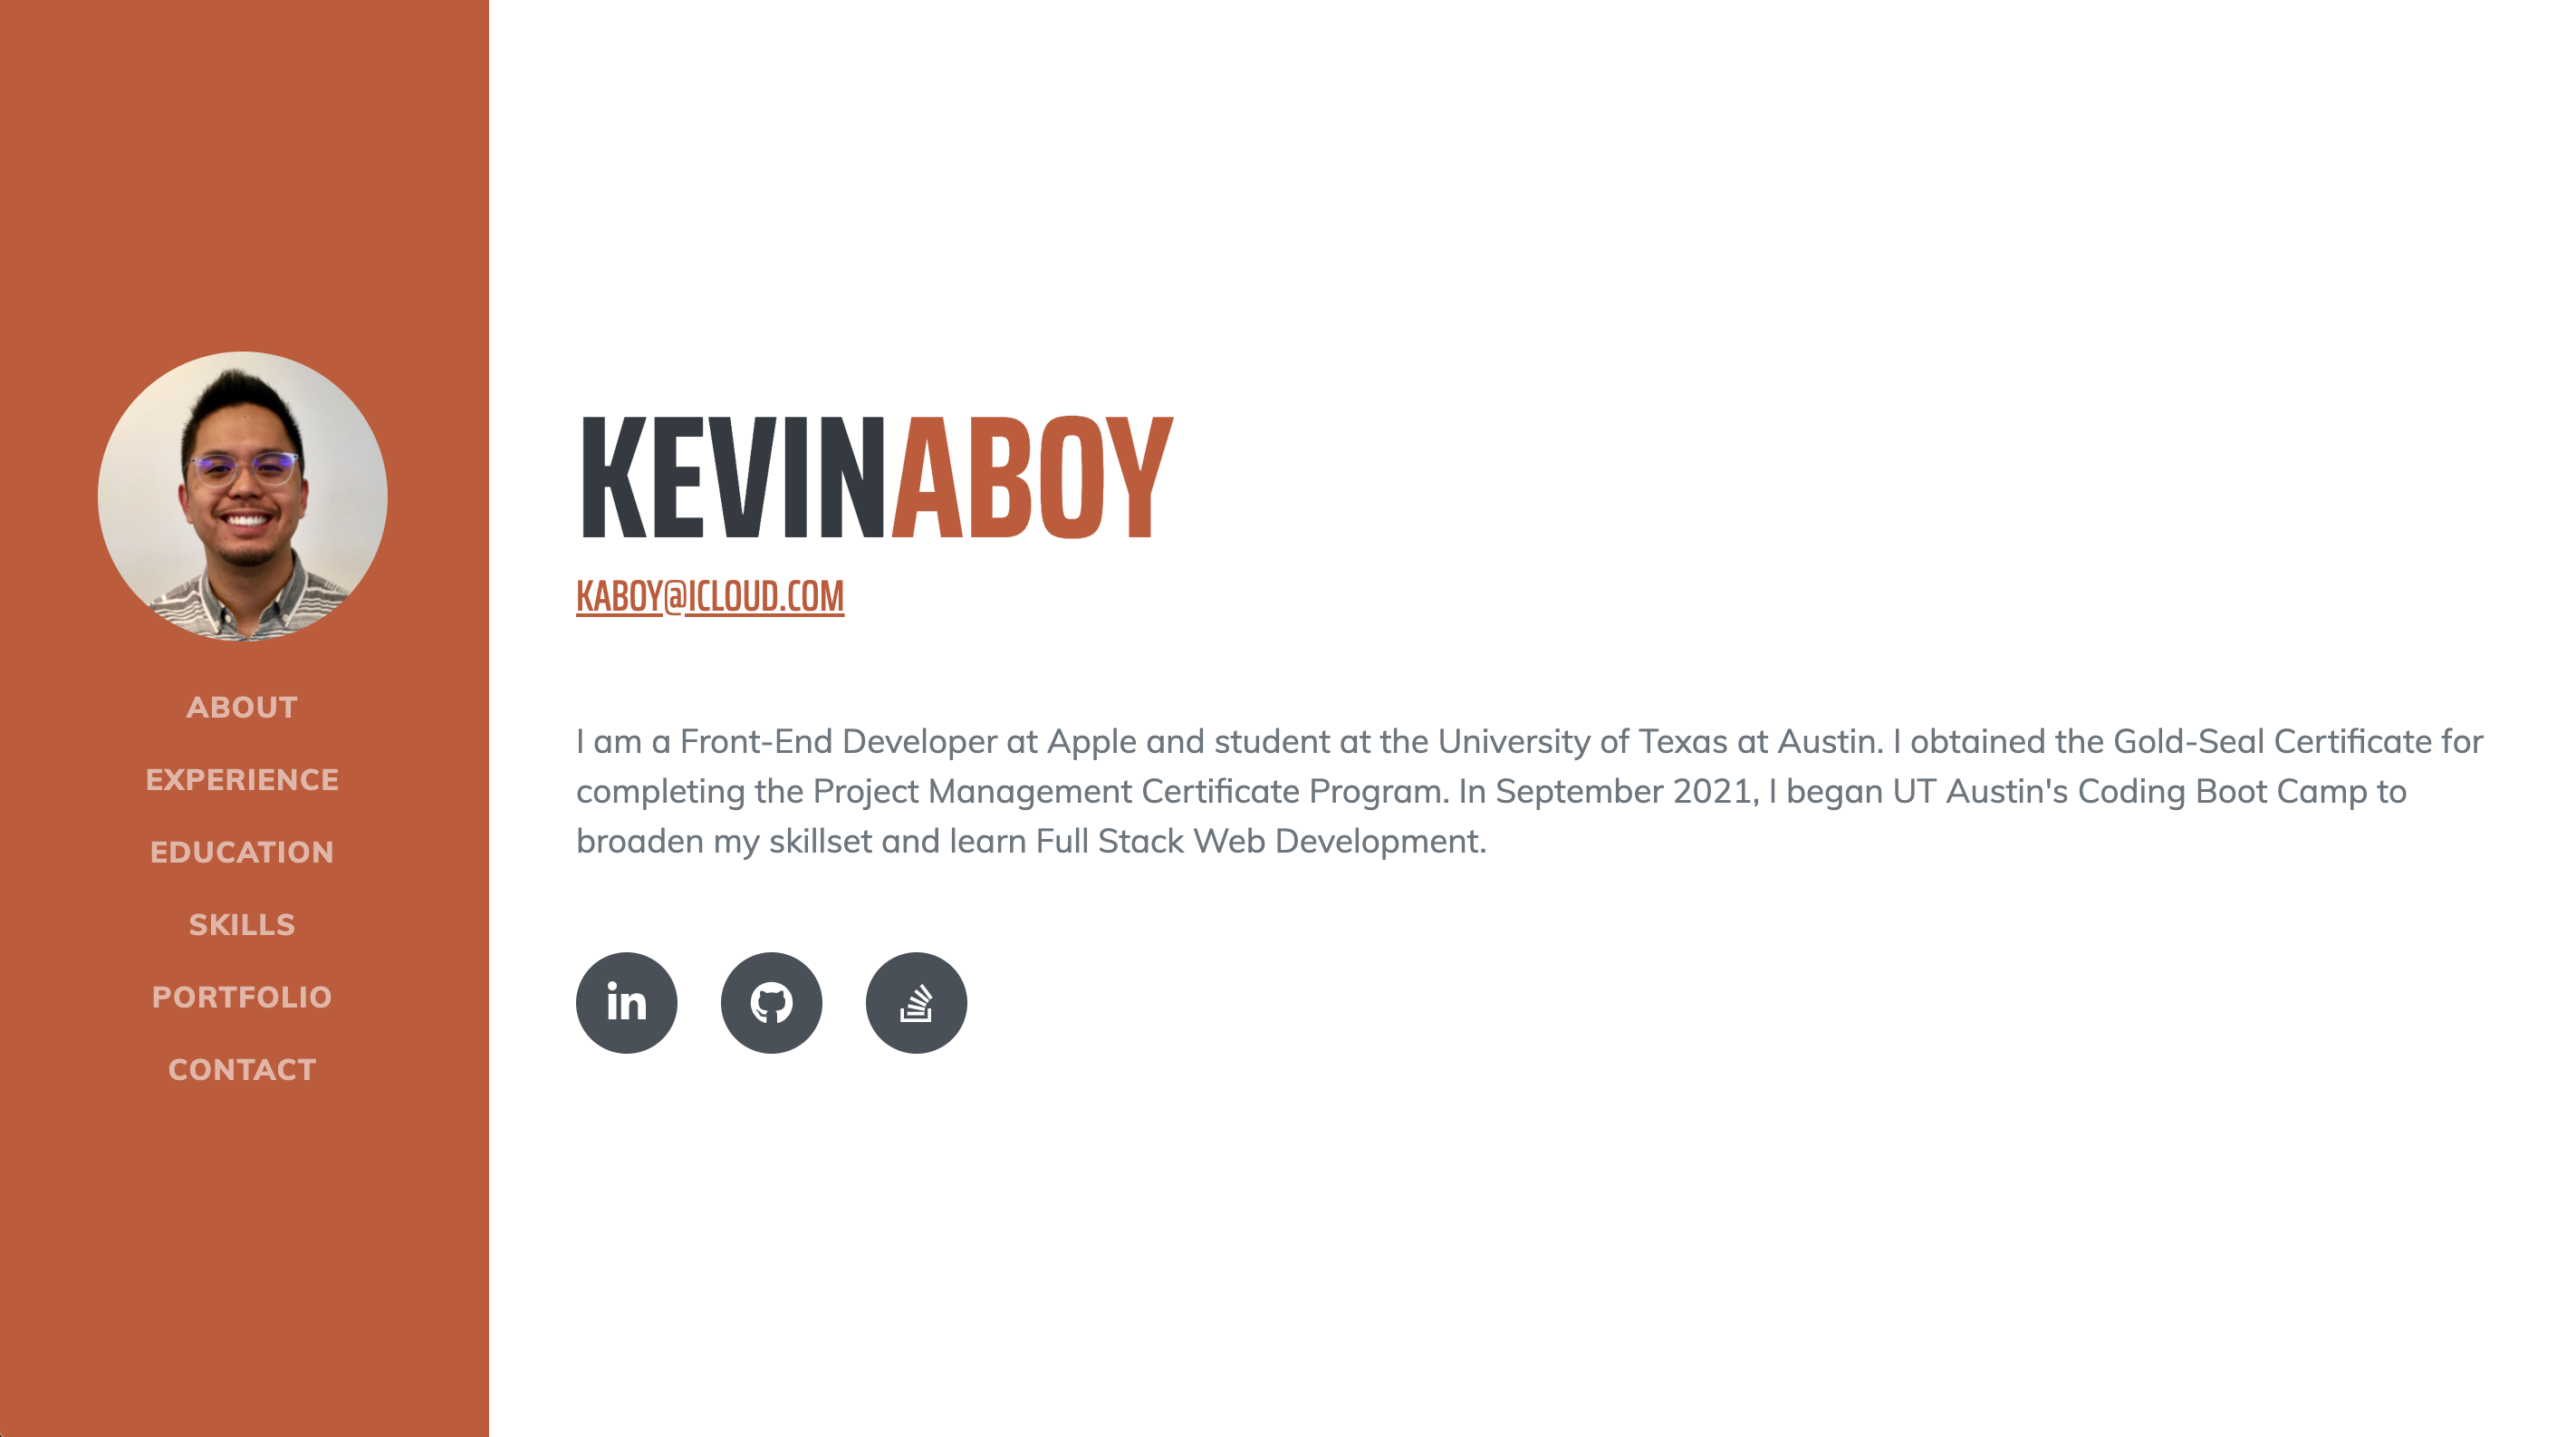 ABOUT
EXPERIENCE
EDUCATION
SKILLS
PORTFOLIO
CONTACT
KEVINABOY
KABOY@ICLOUD.COM
I am a Front-End Developer at Apple and student at the University of Texas at Austin. I obtained the Gold-Seal Certificate for
completing the Project Management Certificate Program. In September 2021, I began UT Austin's Coding Boot Camp to
broaden my skillset and learn Full Stack Web Development.
in